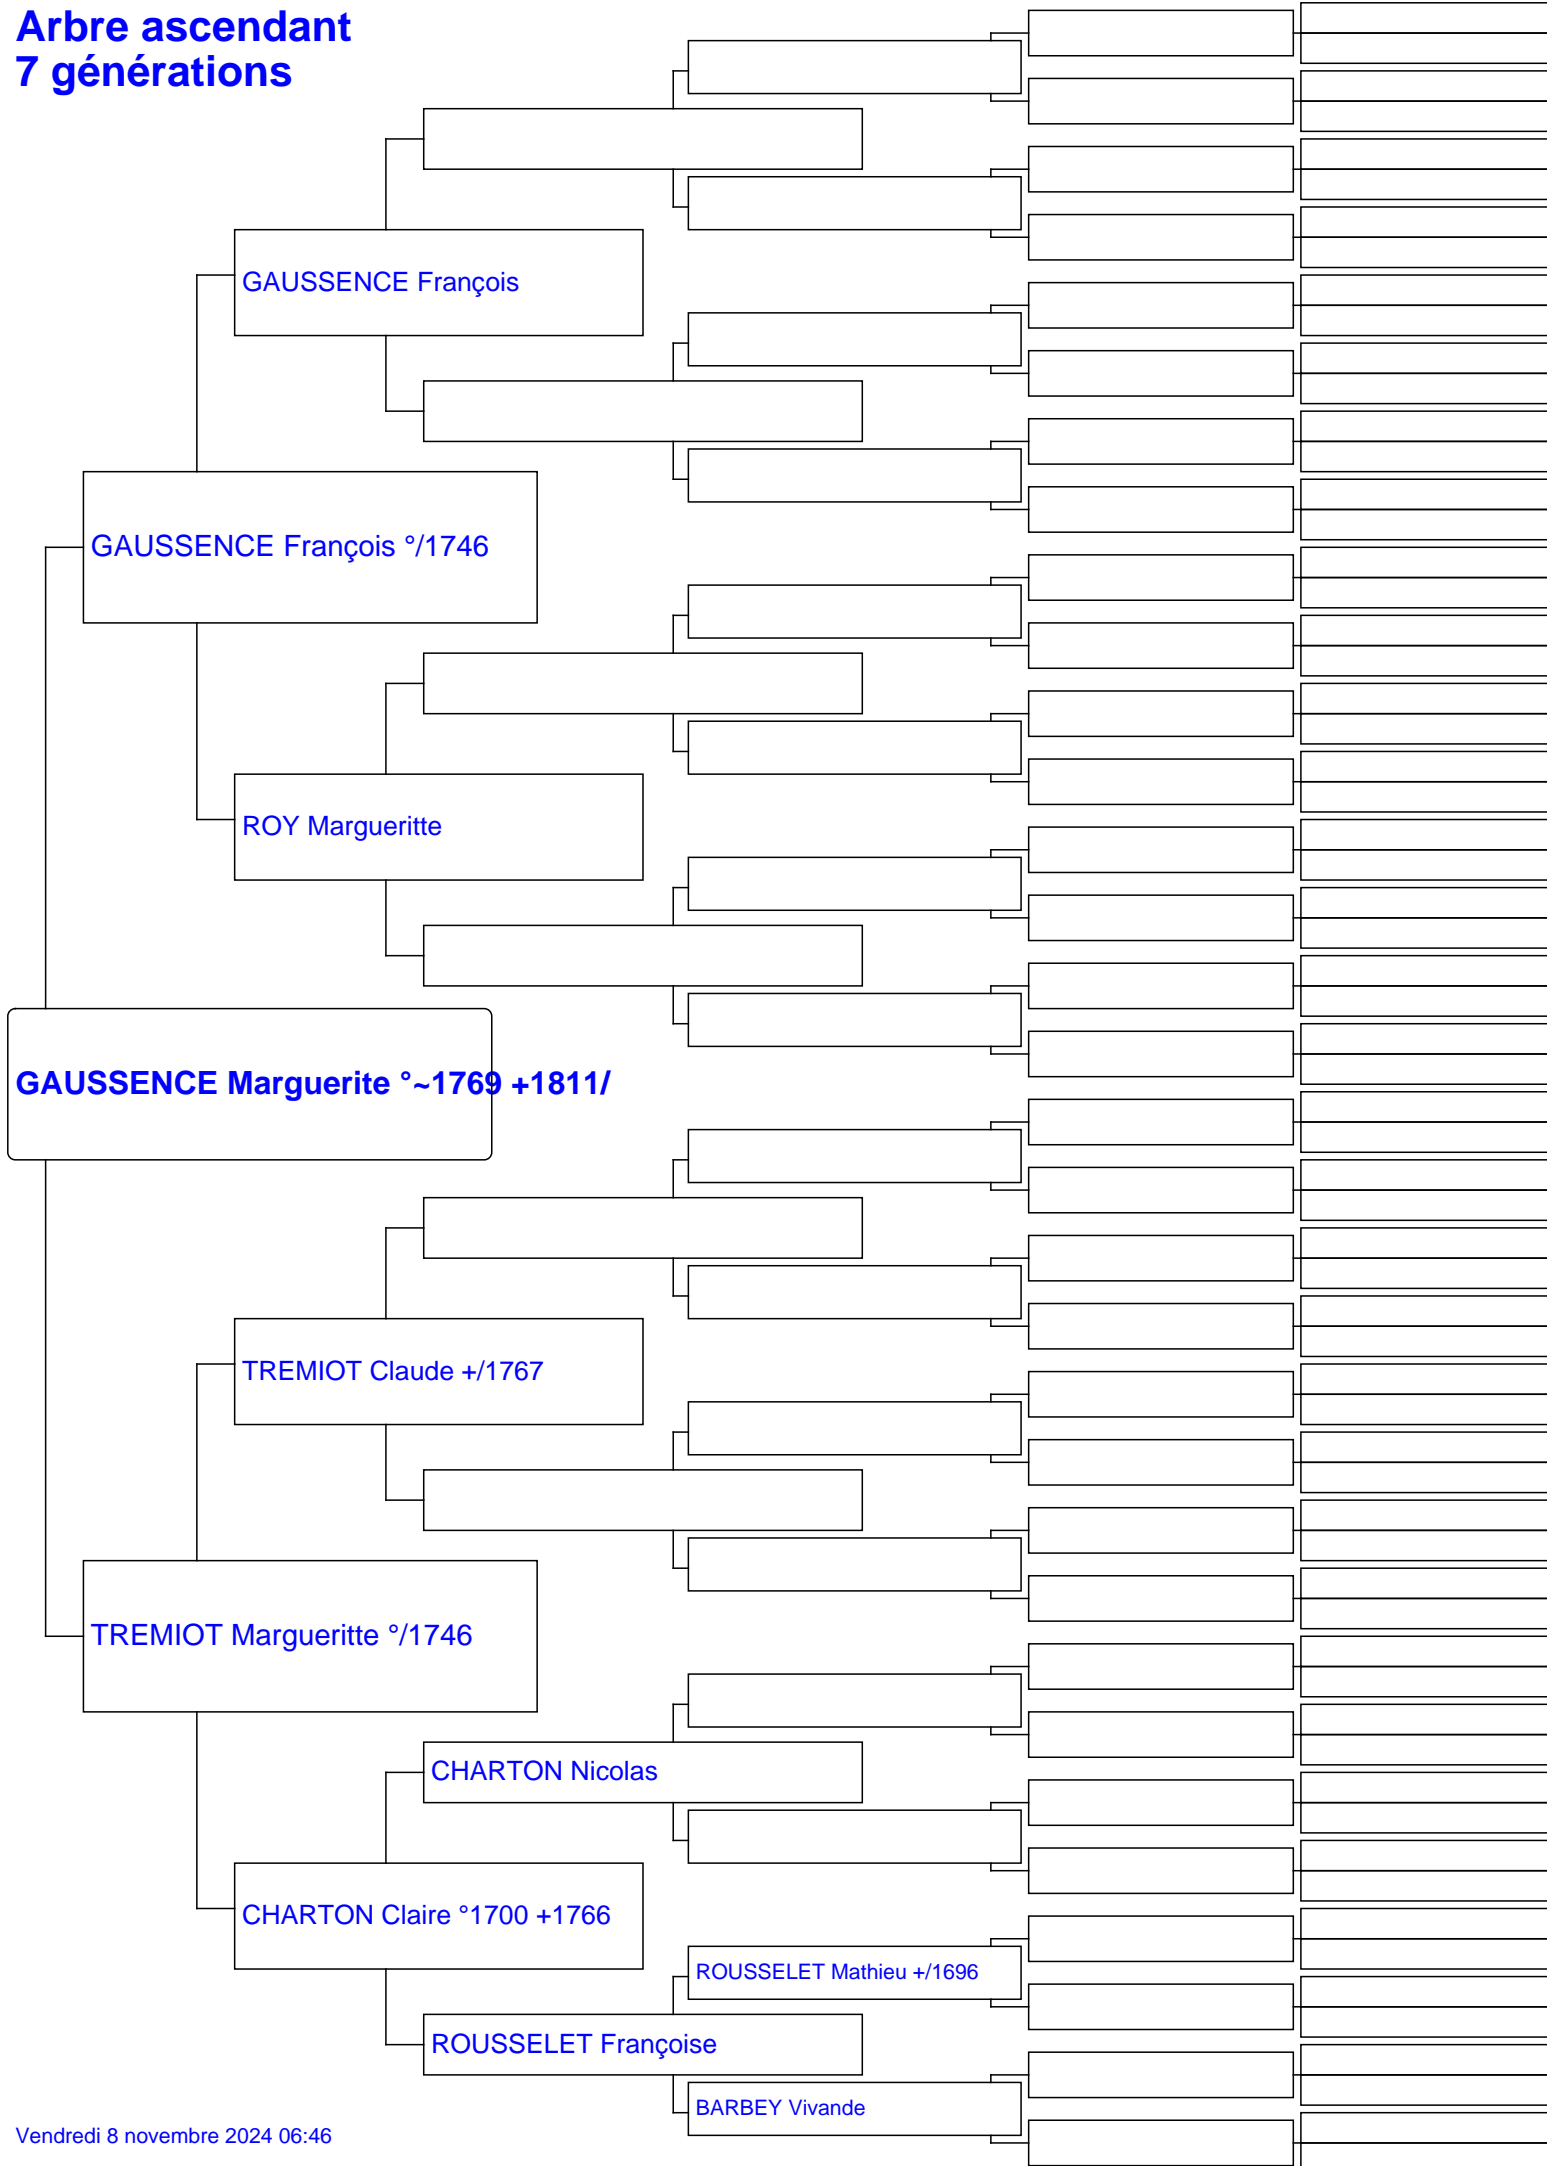 Arbre ascendant
7 générations
GAUSSENCE François
GAUSSENCE François °/1746
ROY Margueritte
GAUSSENCE Marguerite °~1769 +1811/
TREMIOT Claude +/1767
TREMIOT Margueritte °/1746
CHARTON Nicolas
CHARTON Claire °1700 +1766
ROUSSELET Mathieu +/1696
ROUSSELET Françoise
BARBEY Vivande
Vendredi 8 novembre 2024 06:46